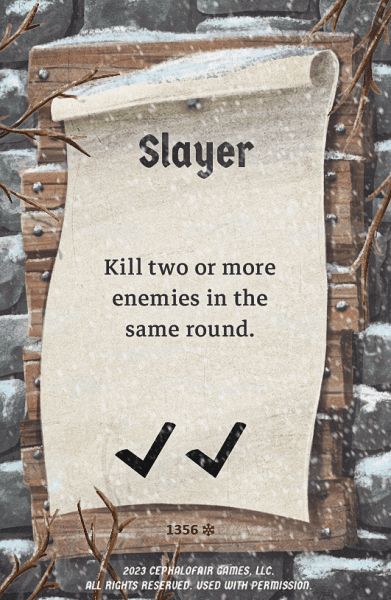 Slayer
Kill two or more
enemies in the
same round.
1356
2023 CEPHALOFAIR GAMES, LLC.
ALL RIGHTS RESERVED. USED WITH PERMISSION.